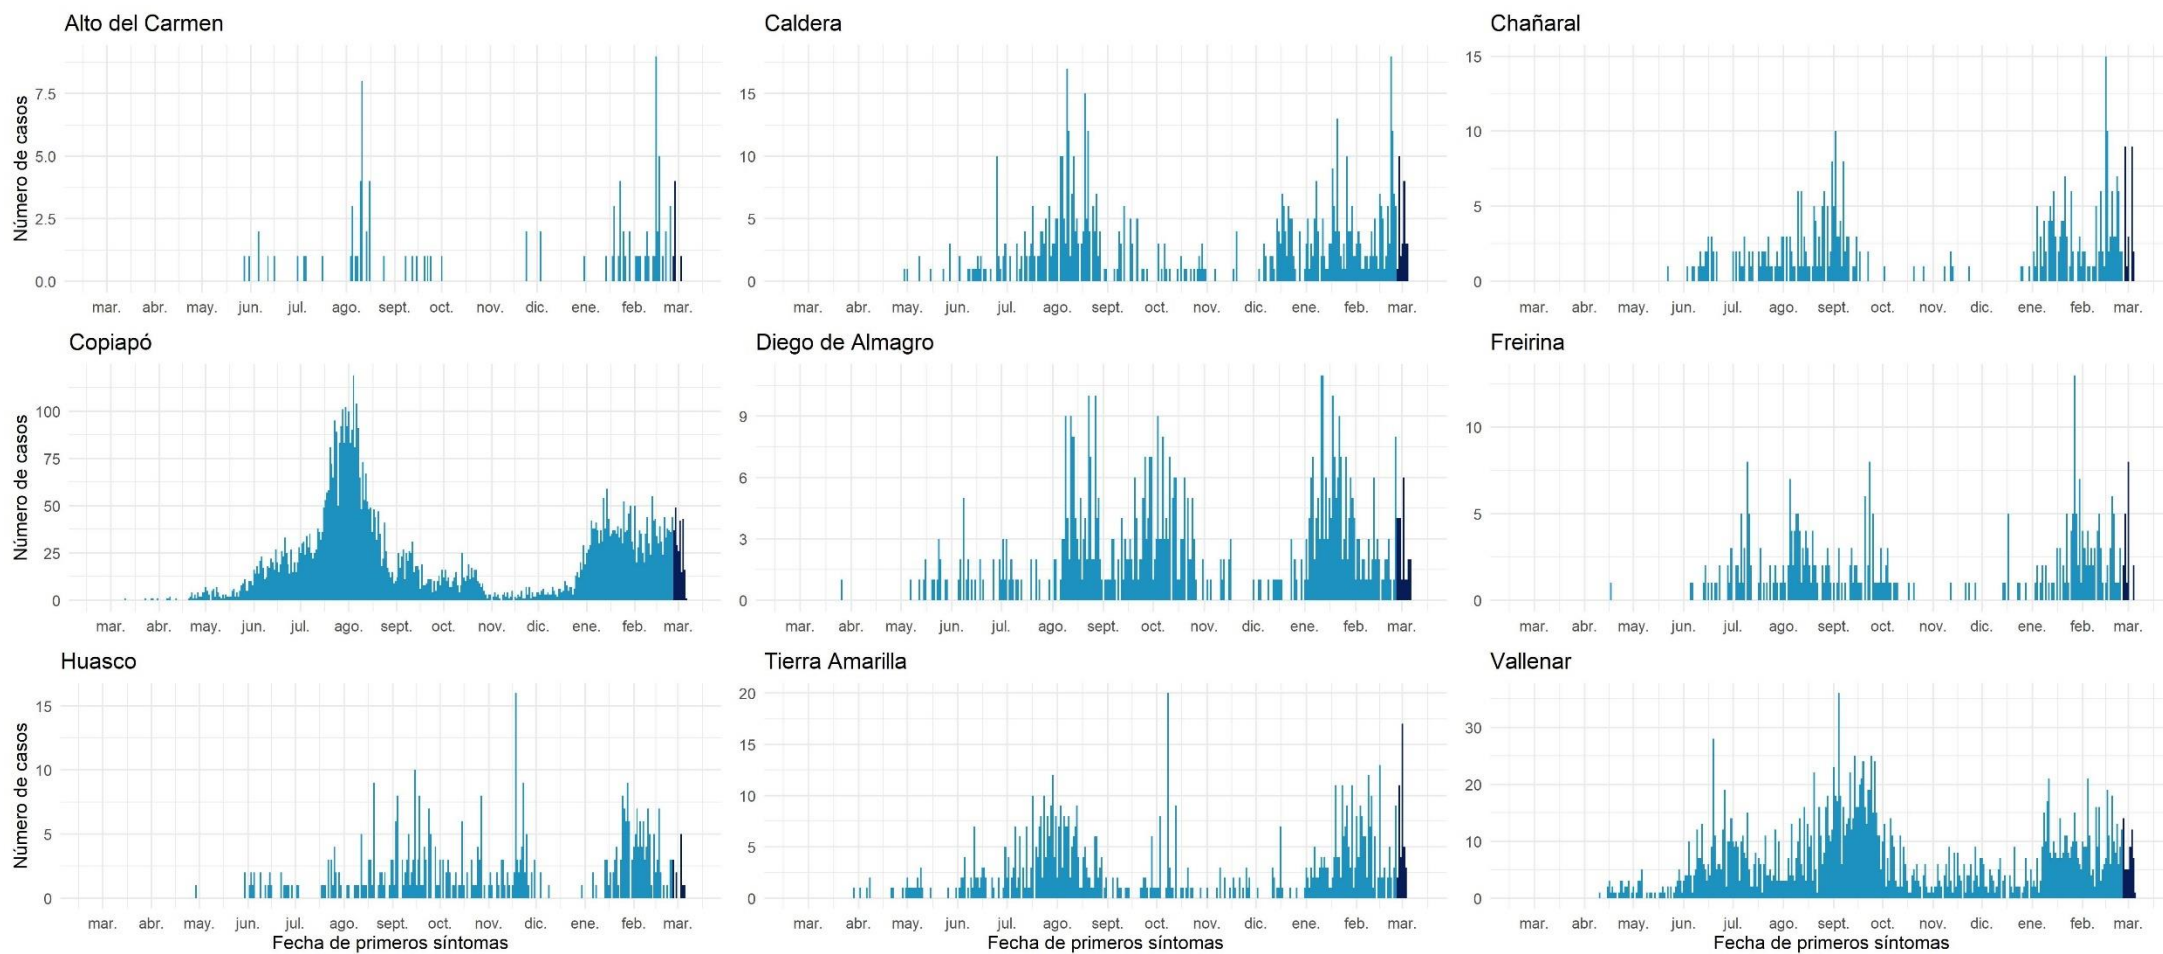 Alto del Carmen
Caldera
Chañaral
Número de casos
7.5
5.0
2.5
0.0
15
10
5
0
15
10
5
0
mar. abr. may. jun. jul. ago. sept. oct. nov. dic. ene. feb. mar.
mar. abr. may. jun. jul. ago. sept. oct. nov. dic. ene. feb. mar.
mar. abr. may. jun. jul. ago. sept. oct. nov. dic. ene. feb. mar.
Copiapó
Diego de Almagro
Freirina
Número de casos
100
75
50
25
0
9
6
3
0
10
5
0
mar. abr. may. jun. jul. ago. sept. oct. nov. dic. ene. feb. mar.
mar. abr. may. jun. jul. ago. sept. oct. nov. dic. ene. feb. mar.
mar. abr. may. jun. jul. ago. sept. oct. nov. dic. ene. feb. mar.
Huasco
Tierra Amarilla
Vallenar
Número de casos
15
10
5
0
20
15
10
5
0
30
20
10
0
mar. abr. may. jun. jul. ago. sept. oct. nov. dic. ene. feb. mar.
mar. abr. may. jun. jul. ago. sept. oct. nov. dic. ene. feb. mar.
mar. abr. may. jun. jul. ago. sept. oct. nov. dic. ene. feb. mar.
Fecha de primeros síntomas
Fecha de primeros síntomas
Fecha de primeros síntomas